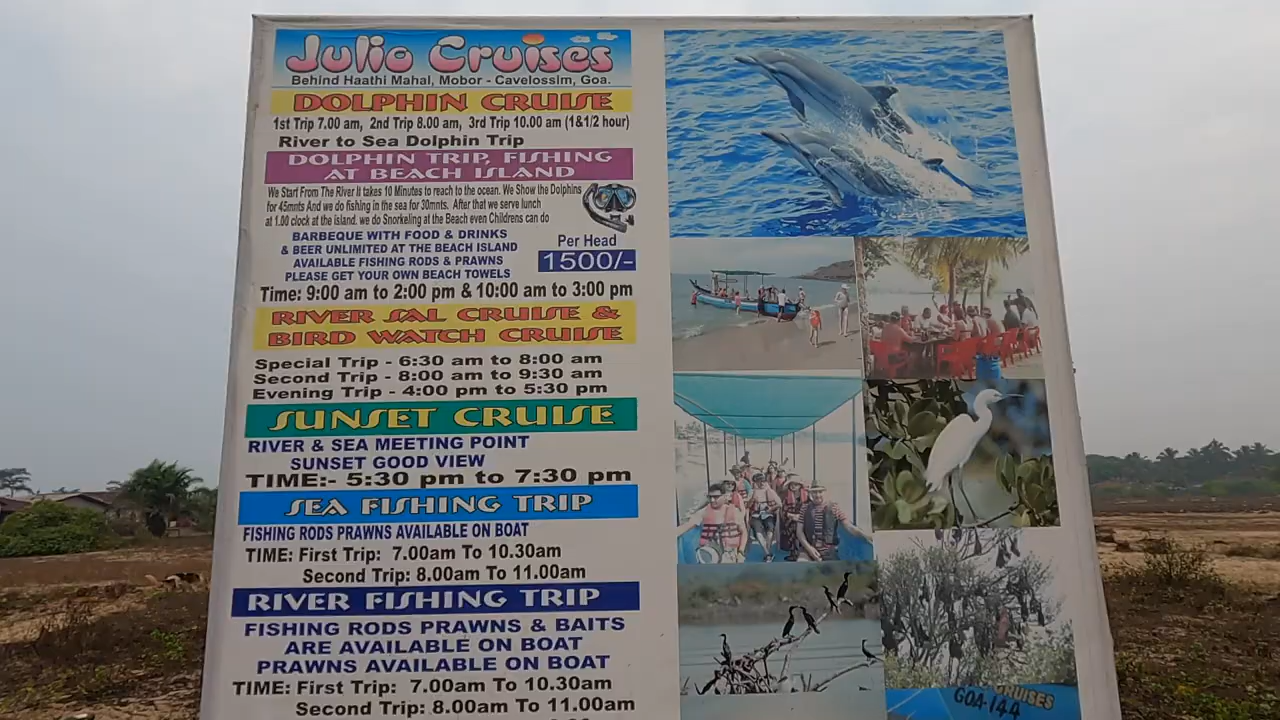 Julio Cruises
Behind Haathi Mahal, Mobor - Cavelossim, Goa.
DOLPHIN CRUISE
1st Trip 7.00 am, 2nd Trip 8.00 am, 3rd Trip 10.00 am (1&1/2 hour)
River to Sea Dolphin Trip
DOLPHIN TRIP, FISHING
AT BEACH ISLAND
We Start From The River It takes 10 Minutes to reach to the ocean. We Show the Dolphins
for 45mnts And we do fishing in the sea for 30mnts. After that we serve lunch
at 1.00 clock at the island. we do Snorkeling at the Beach even Childrens can do
BARBEQUE WITH FOOD & DRINKS
& BEER UNLIMITED AT THE BEACH ISLAND
AVAILABLE FISHING RODS & PRAWNS
PLEASE GET YOUR OWN BEACH TOWELS
Per Head
1500/-
Time: 9:00 am to 2:00 pm & 10:00 am to 3:00 pm
RIVER SAL CRUISE &
BIRD WATCH CRUISE
Special Trip - 6:30 am to 8:00 am
Second Trip - 8:00 am to 9:30 am
Evening Trip - 4:00 pm to 5:30 pm
SUNSET CRUISE
RIVER & SEA MEETING POINT
SUNSET GOOD VIEW
TIME:- 5:30 pm to 7:30 pm
SEA FISHING TRIP
FISHING RODS PRAWNS AVAILABLE ON BOAT
TIME: First Trip: 7.00am To 10.30am
Second Trip: 8.00am To 11.00am
RIVER FISHING TRIP
FISHING RODS PRAWNS & BAITS
ARE AVAILABLE ON BOAT
PRAWNS AVAILABLE ON BOAT
TIME: First Trip: 7.00am To 10.30am
Second Trip: 8.00am To 11.00am
CRUISES
GOA-144